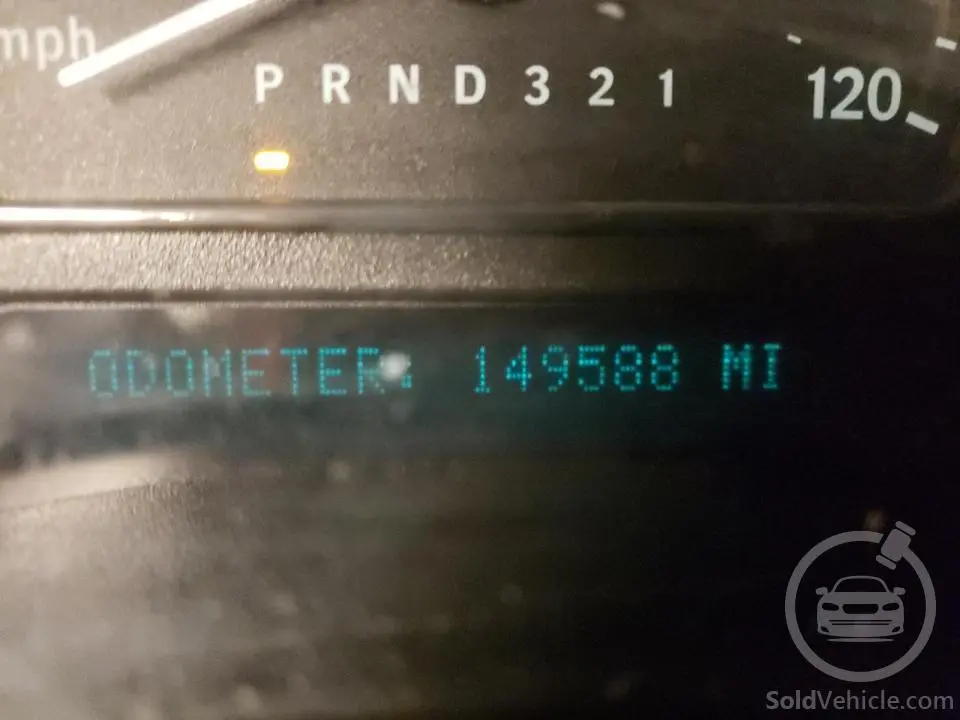 mph
P R N D 3 2 1
120
ODOMETER: 149588 MI
SoldVehicle.com